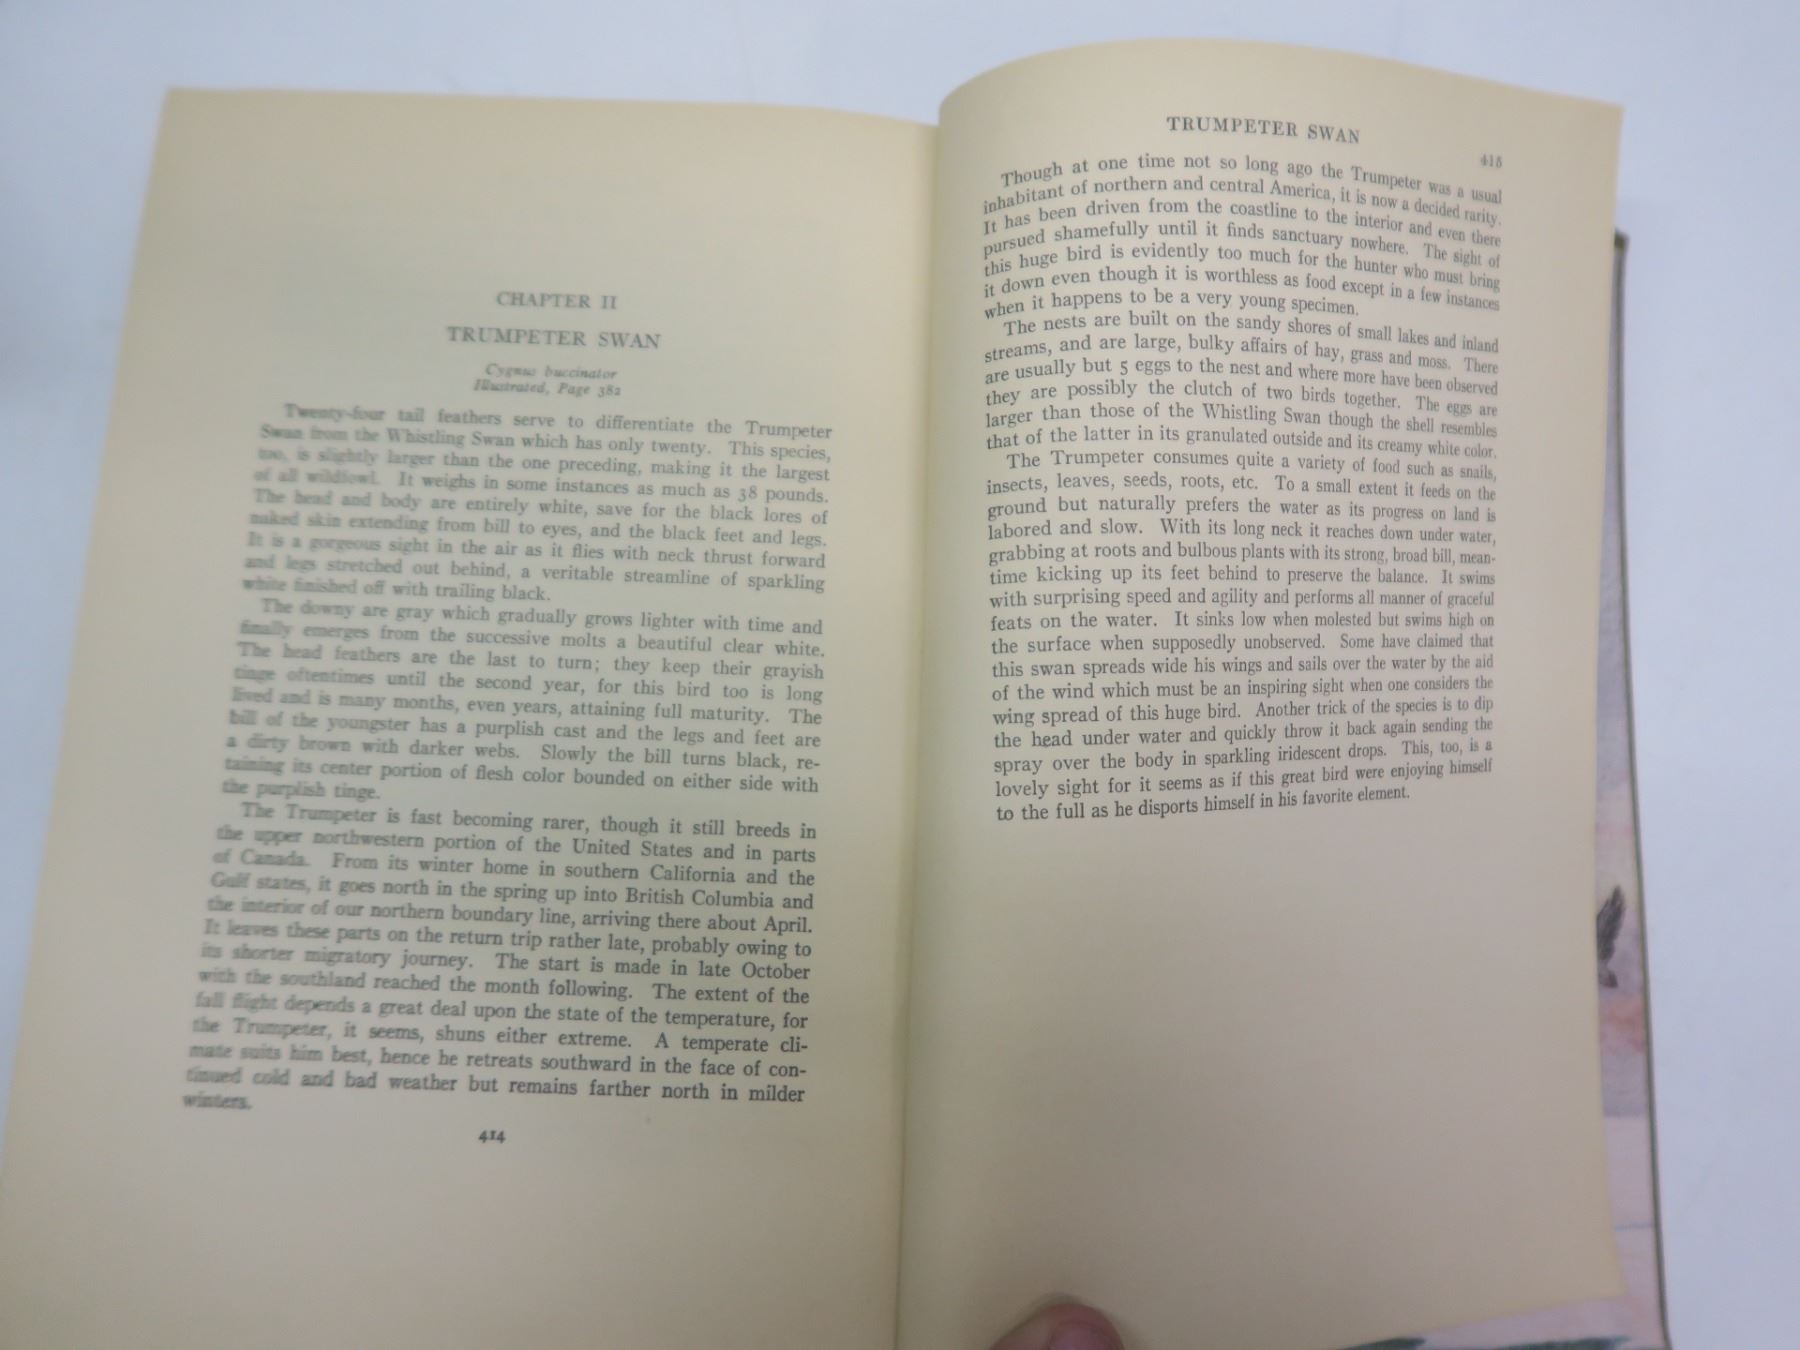 CHAPTER II
TRUMPETER SWAN
Cygnus buccinator
Illustrated, Page 382
Twenty-four tail feathers serve to differentiate the Trumpeter
Swan from the Whistling Swan which has only twenty. This species,
too, is slightly larger than the one preceding, making it the largest
of all wildfowl. It weighs in some instances as much as 38 pounds.
The head and body are entirely white, save for the black lores of
naked skin extending from bill to eyes, and the black feet and legs.
It is a gorgeous sight in the air as it flies with neck thrust forward
and legs stretched out behind, a veritable streamline of sparkling
white finished off with trailing black.
The downy are gray which gradually grows lighter with time and
finally emerges from the successive molts a beautiful clear white.
The head feathers are the last to turn; they keep their grayish
tinge oftentimes until the second year, for this bird too is long
lived and is many months, even years, attaining full maturity. The
bill of the youngster has a purplish cast and the legs and feet are
a dirty brown with darker webs. Slowly the bill turns black, re-
taining its center portion of flesh color bounded on either side with
the purplish tinge.
The Trumpeter is fast becoming rarer, though it still breeds in
the upper northwestern portion of the United States and in parts
of Canada. From its winter home in southern California and the
Gulf states, it goes north in the spring up into British Columbia and
the interior of our northern boundary line, arriving there about April.
It leaves these parts on the return trip rather late, probably owing to
its shorter migratory journey. The start is made in late October
with the southland reached the month following. The extent of the
fall flight depends a great deal upon the state of the temperature, for
the Trumpeter, it seems, shuns either extreme. A temperate cli-
mate suits him best, hence he retreats southward in the face of con-
tinued cold and bad weather but remains farther north in milder
winters.
414
TRUMPETER SWAN
415
Though at one time not so long ago the Trumpeter was a usual
inhabitant of northern and central America, it is now a decided rarity.
It has been driven from the coastline to the interior and even there
pursued shamefully until it finds sanctuary nowhere. The sight of
this huge bird is evidently too much for the hunter who must bring
it down even though it is worthless as food except in a few instances
when it happens to be a very young specimen.
The nests are built on the sandy shores of small lakes and inland
streams, and are large, bulky affairs of hay, grass and moss. There
are usually but 5 eggs to the nest and where more have been observed
they are possibly the clutch of two birds together. The eggs are
larger than those of the Whistling Swan though the shell resembles
that of the latter in its granulated outside and its creamy white color.
The Trumpeter consumes quite a variety of food such as snails,
insects, leaves, seeds, roots, etc. To a small extent it feeds on the
ground but naturally prefers the water as its progress on land is
labored and slow. With its long neck it reaches down under water,
grabbing at roots and bulbous plants with its strong, broad bill, mean-
time kicking up its feet behind to preserve the balance. It swims
with surprising speed and agility and performs all manner of graceful
feats on the water. It sinks low when molested but swims high on
the surface when supposedly unobserved. Some have claimed that
this swan spreads wide his wings and sails over the water by the aid
of the wind which must be an inspiring sight when one considers the
wing spread of this huge bird. Another trick of the species is to dip
the head under water and quickly throw it back again sending the
spray over the body in sparkling iridescent drops. This, too, is a
lovely sight for it seems as if this great bird were enjoying himself
to the full as he disports himself in his favorite element.